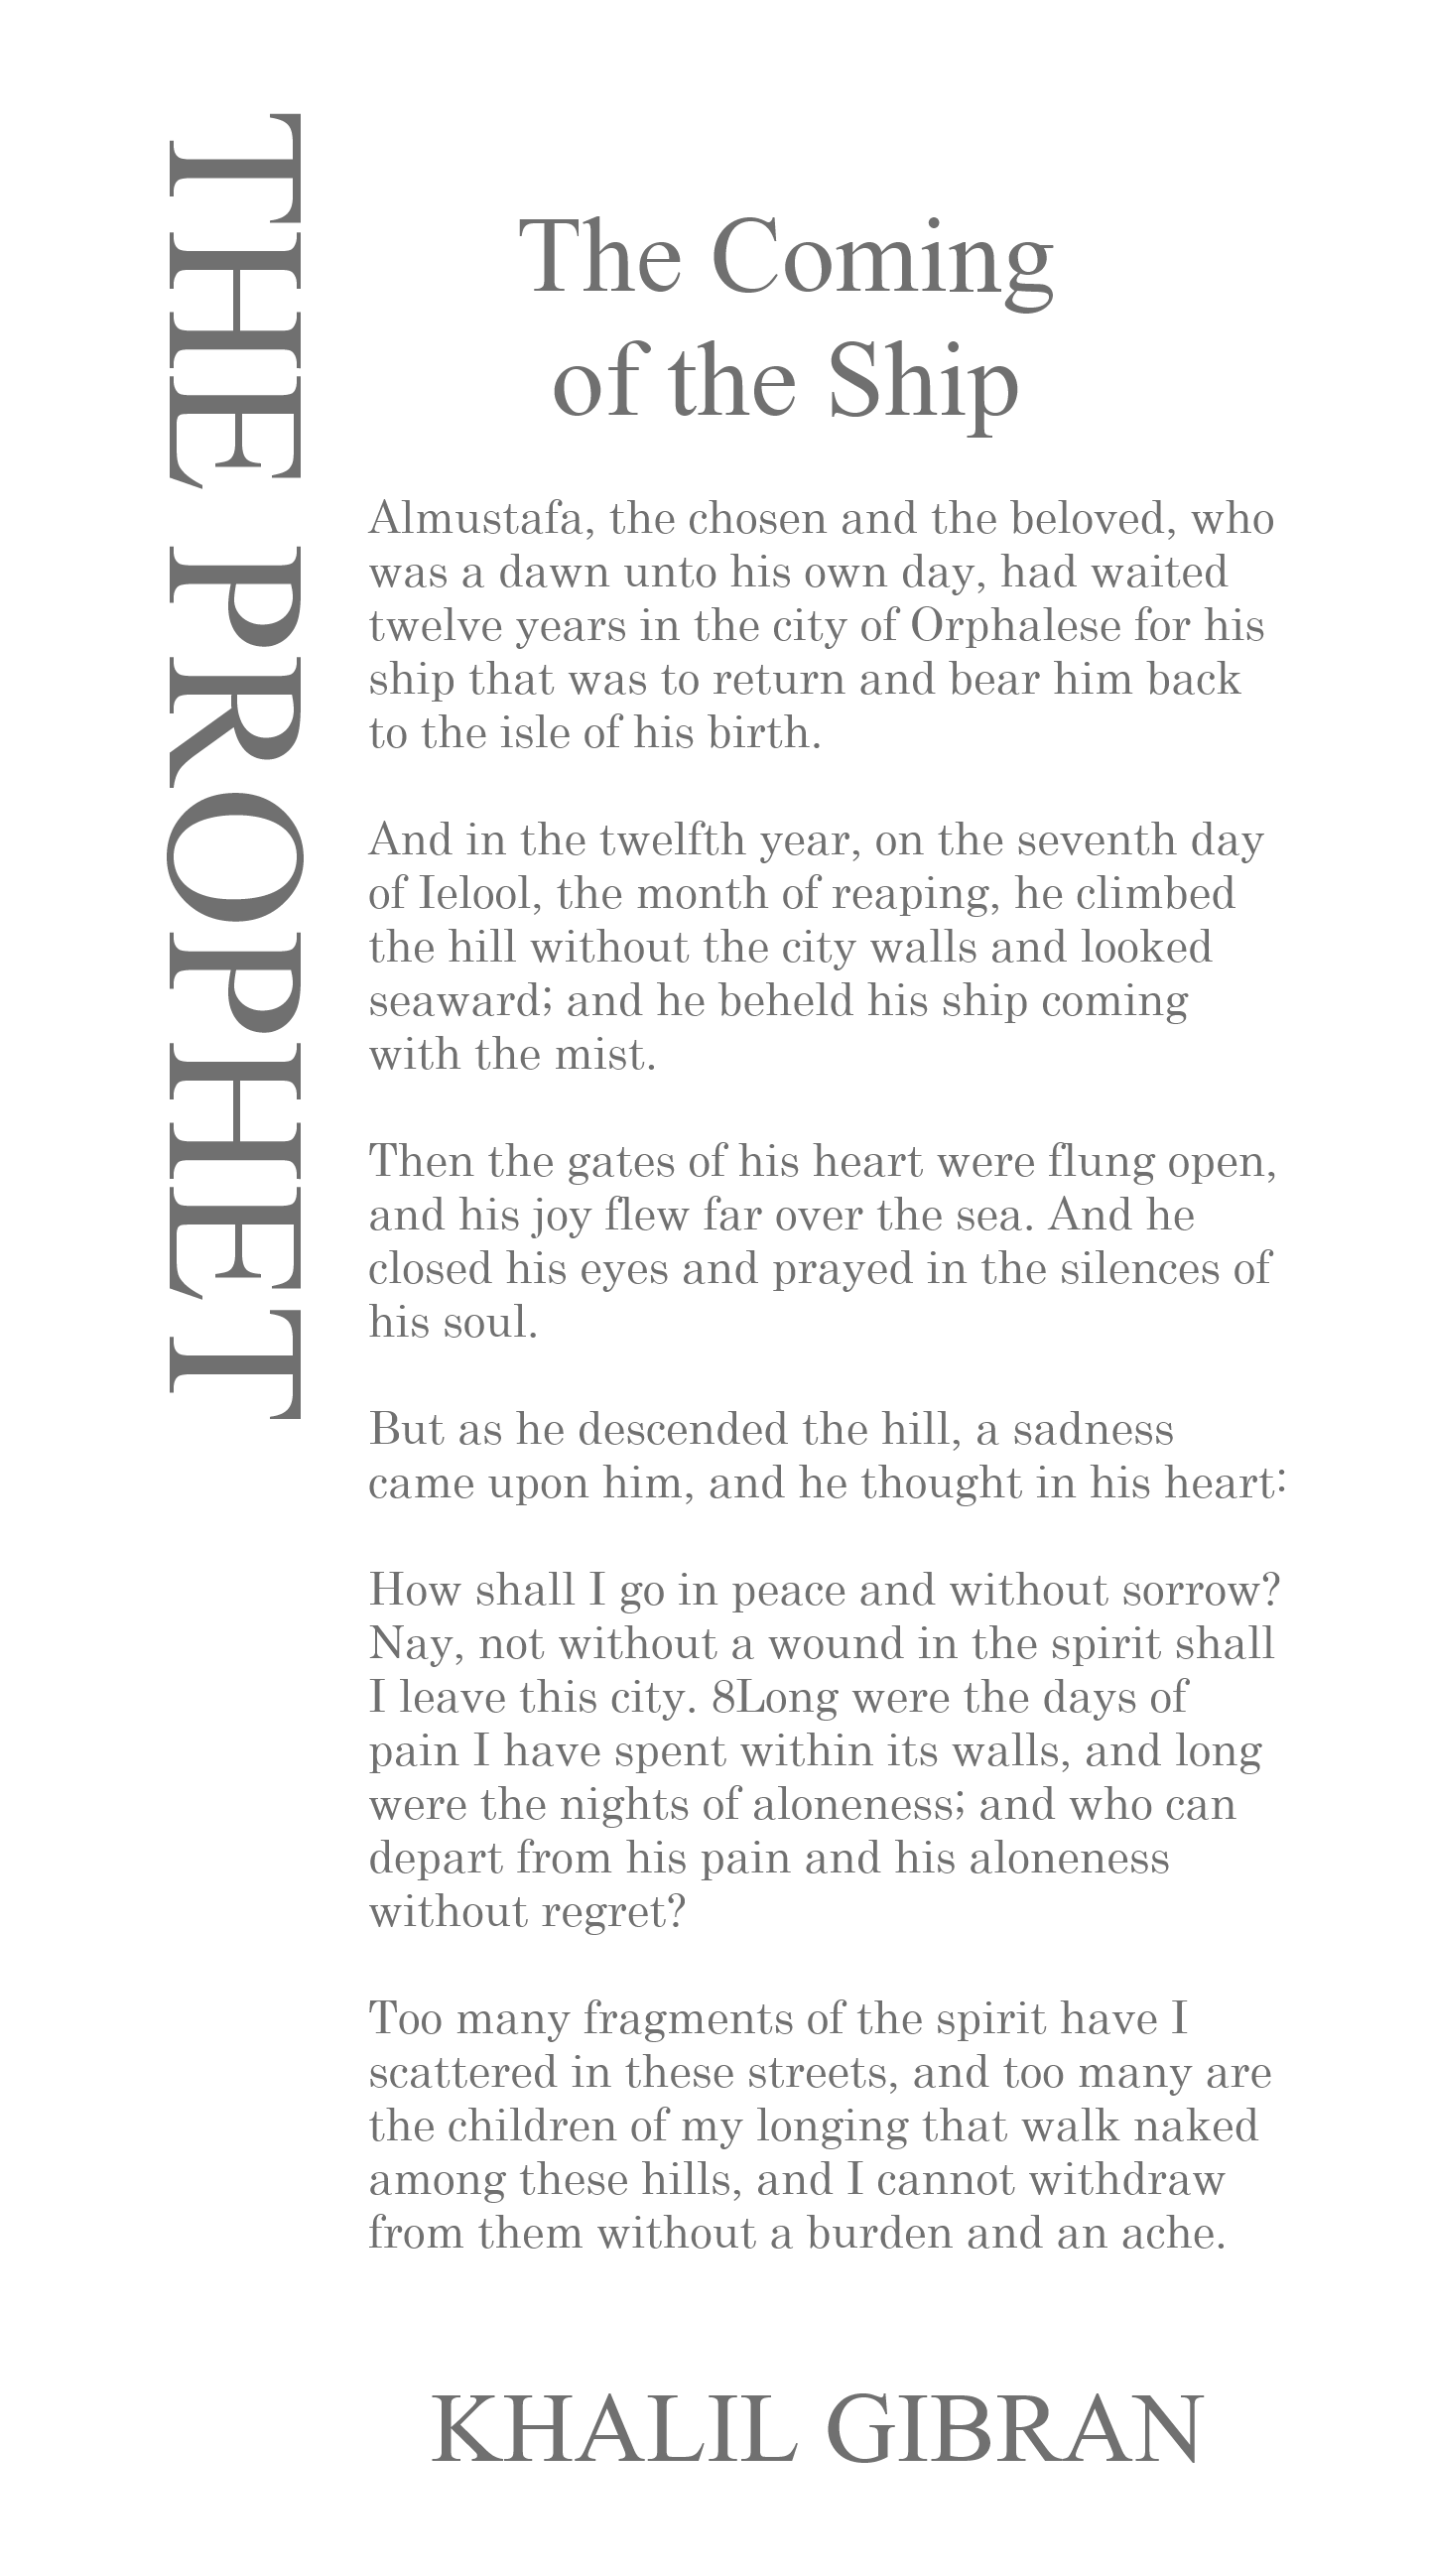 THE PROPHET
The Coming
of the Ship
Almustafa, the chosen and the beloved, who
was a dawn unto his own day, had waited
twelve years in the city of Orphalese for his
ship that was to return and bear him back
to the isle of his birth.
And in the twelfth year, on the seventh day
of Ielool, the month of reaping, he climbed
the hill without the city walls and looked
seaward; and he beheld his ship coming
with the mist.
Then the gates of his heart were flung open,
and his joy flew far over the sea. And he
closed his eyes and prayed in the silences of
his soul.
But as he descended the hill, a sadness
came upon him, and he thought in his heart:
How shall I go in peace and without sorrow?
Nay, not without a wound in the spirit shall
I leave this city. 8Long were the days of
pain I have spent within its walls, and long
were the nights of aloneness; and who can
depart from his pain and his aloneness
without regret?
Too many fragments of the spirit have I
scattered in these streets, and too many are
the children of my longing that walk naked
among these hills, and I cannot withdraw
from them without a burden and an ache.
KHALIL GIBRAN